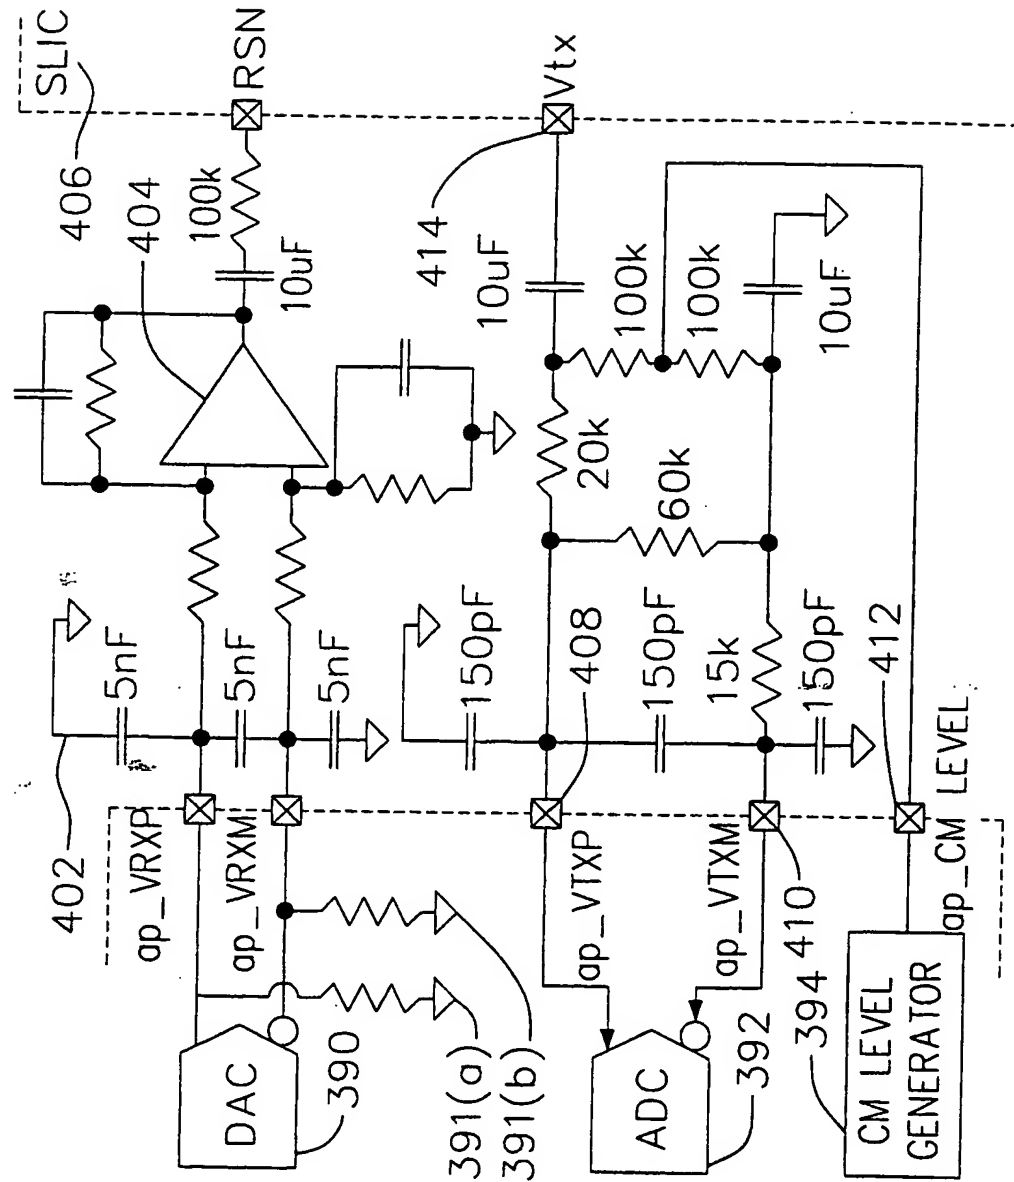 SLIC
406
402
404
RSN
100k
10uF
5nF
5nF
5nF
ap_VRXP
ap_VRXM
DAC
390
391(a)
391(b)
414
Vtx
10uF
100k
100k
10uF
20k
60k
150pF
150pF
15k
150pF
408
410
412
ap_VTXP
ap_VTXM
ap_CM LEVEL
ADC
392
394
CM LEVEL
GENERATOR